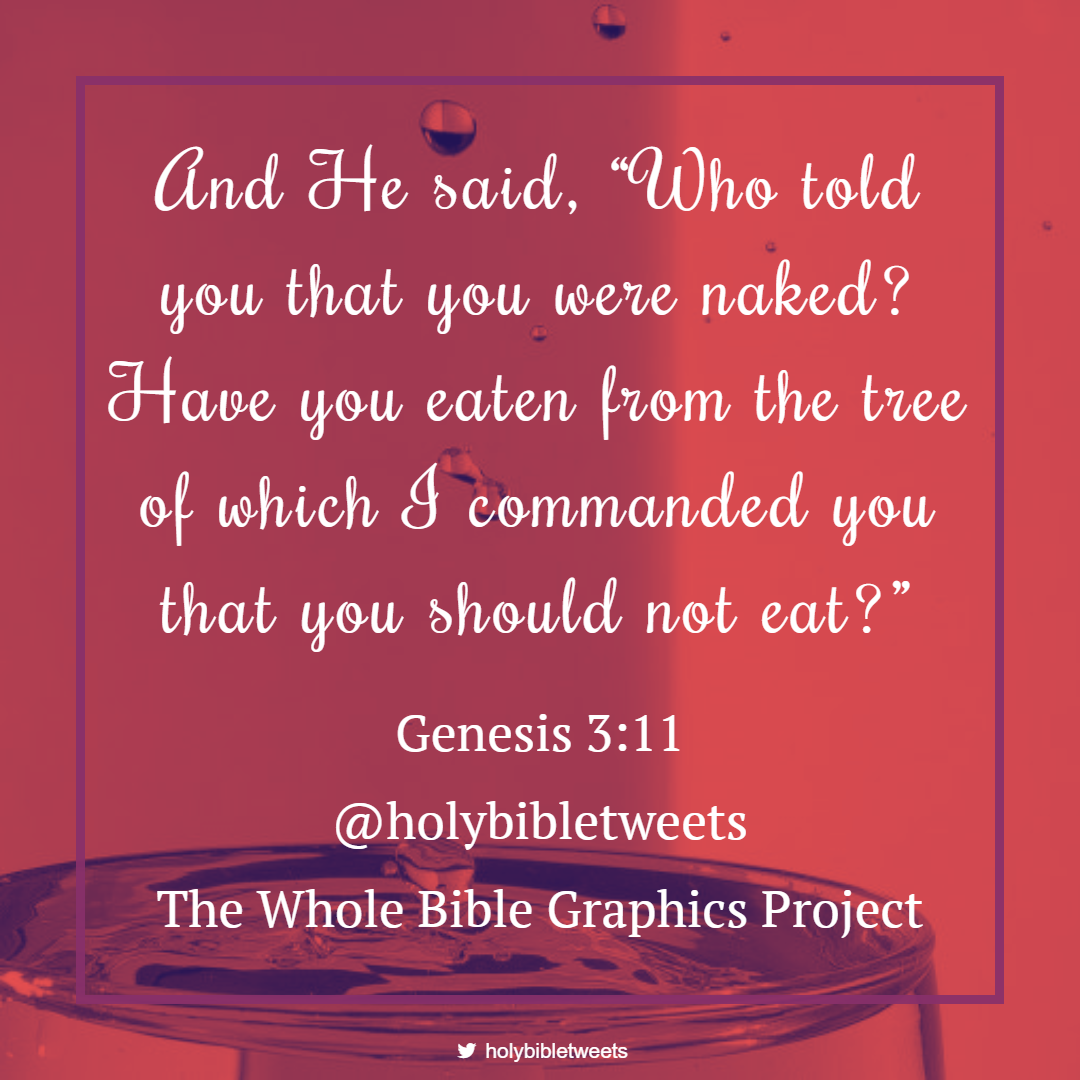 And He said, “Who told
you that you were naked?
Have you eaten from the tree
of which I commanded you
that you should not eat?”
Genesis 3:11
@holybibletweets
The Whole Bible Graphics Project
holybibletweets